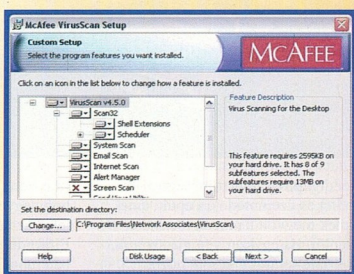 McAfee VirusScan Setup
Custom Setup
Select the program features you want installed.
McAFEE
Click on an icon in the list below to change how a feature is installed.
VirusScan v4.5.0
Scan32
Shell Extensions
Scheduler
System Scan
Email Scan
Internet Scan
Alert Manager
Screen Scan
Feature Description
Virus Scanning for the Desktop
This feature requires 2595KB on
your hard drive. It has 8 of 9
subfeatures selected. The
subfeatures require 13MB on
your hard drive.
Set the destination directory:
Change...
C:\Program Files\Network Associates\VirusScan\
Help
Disk Usage
< Back
Next >
Cancel